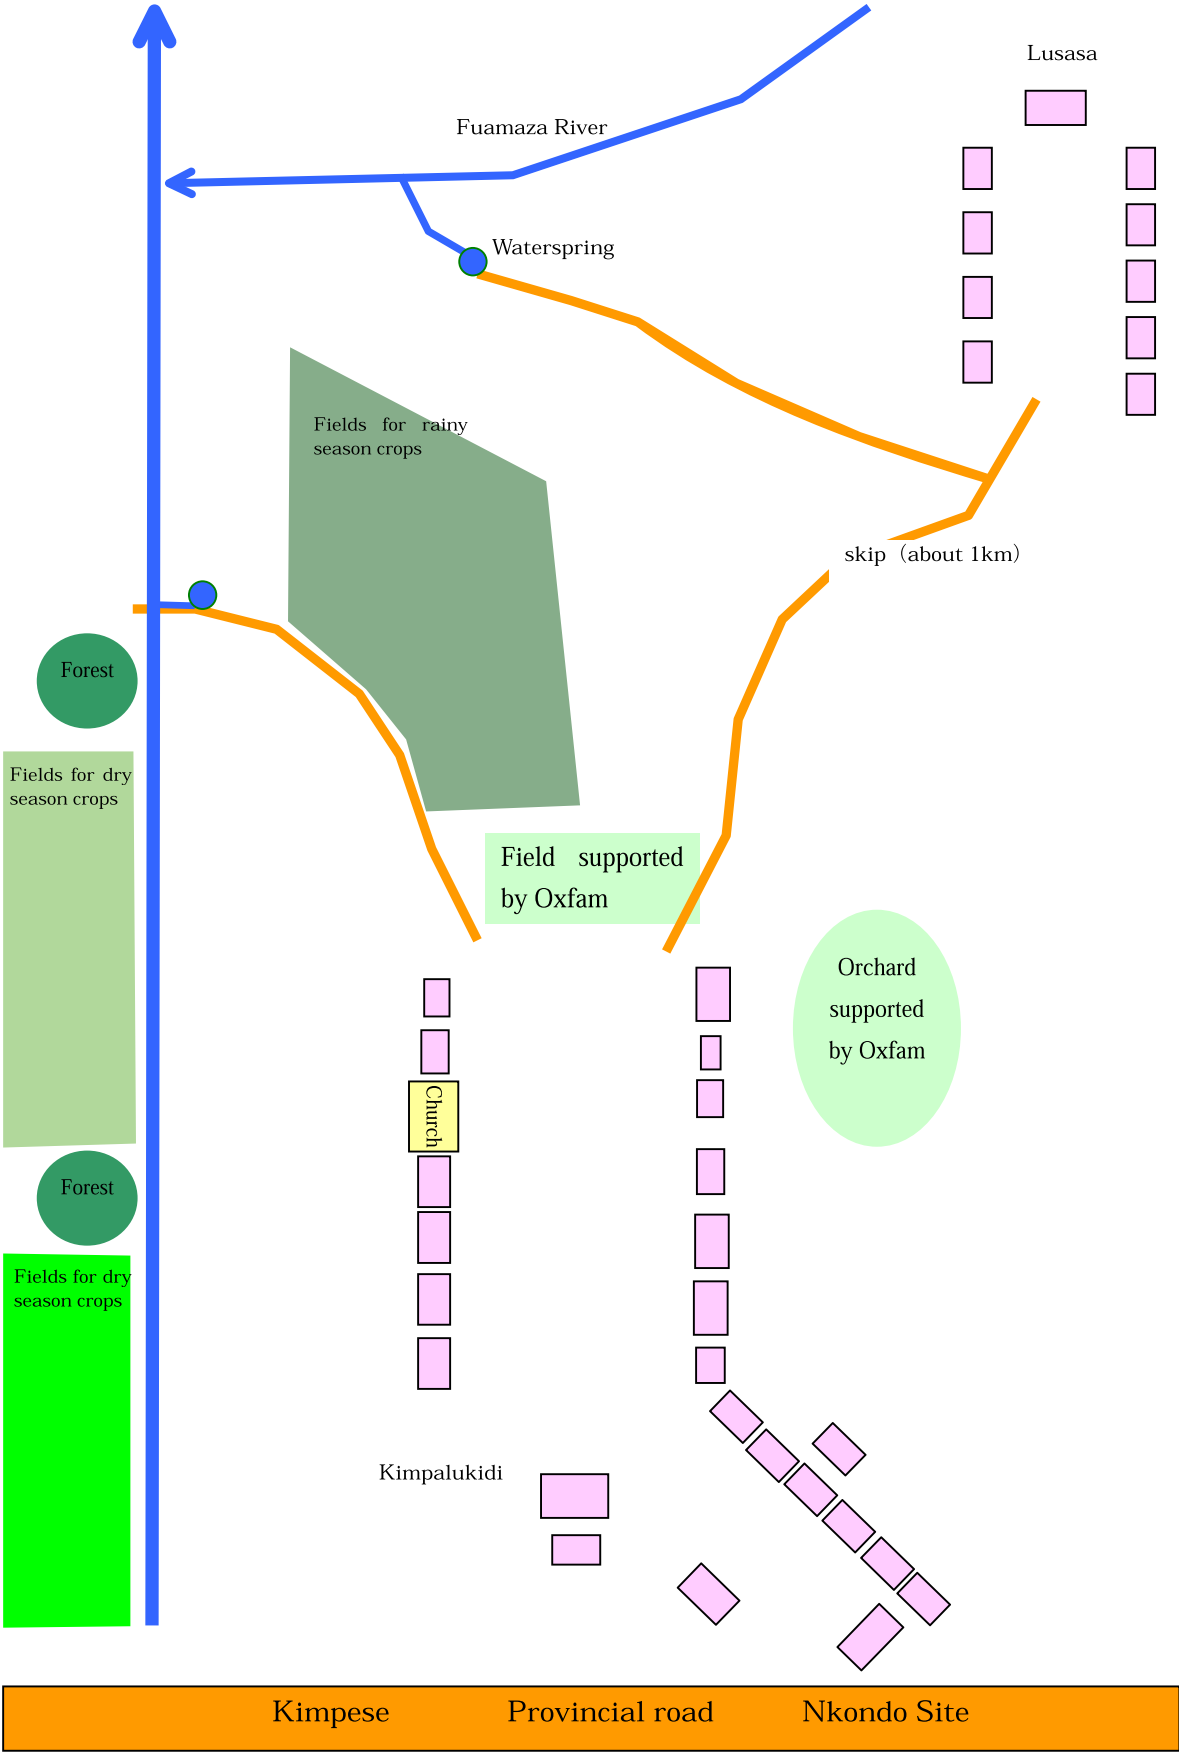 Lusasa
Fuamaza River
Waterspring
Fields for rainy
season crops
skip (about 1km)
Forest
Fields for dry
season crops
Field supported
by Oxfam
Orchard
supported
by Oxfam
Church
Forest
Fields for dry
season crops
Kimpalukidi
Kimpese Provincial road Nkondo Site